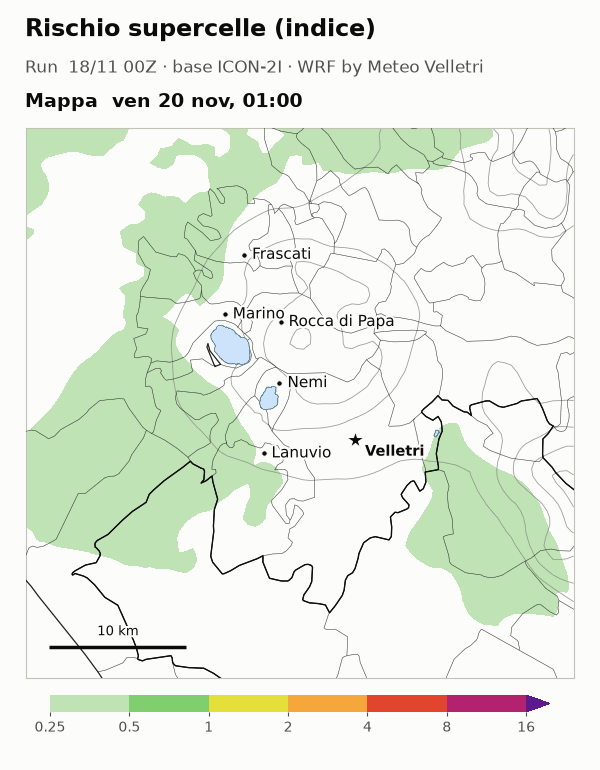 Rischio supercelle (indice)
Run  18/11 00Z · base ICON-2I · WRF by Meteo Velletri
Mappa  ven 20 nov, 01:00
Frascati
Marino
Rocca di Papa
Nemi
Lanuvio
Velletri
10 km
0.25 0.5 1 2 4 8 16